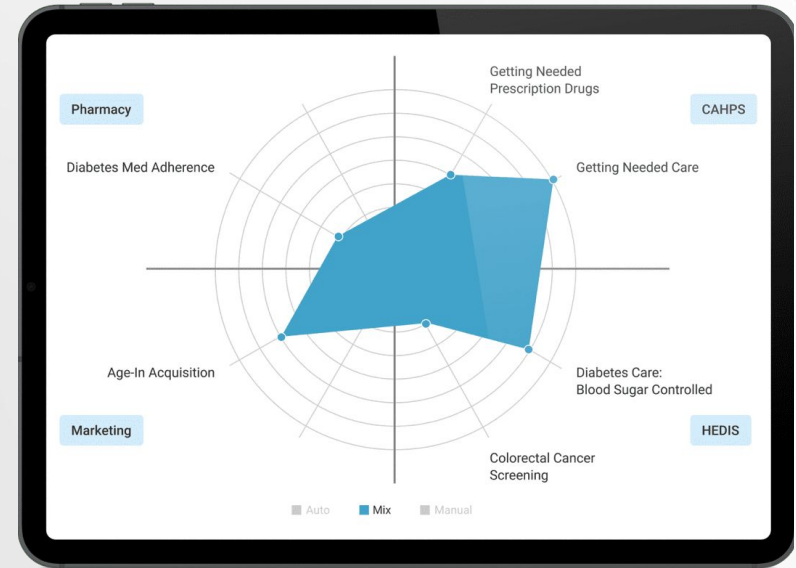 Getting Needed
Prescription Drugs
Pharmacy
CAHPS
Diabetes Med Adherence
Getting Needed Care
Age-In Acquisition
Diabetes Care:
Blood Sugar Controlled
Marketing
HEDIS
Colorectal Cancer
Screening
Auto
Mix
Manual